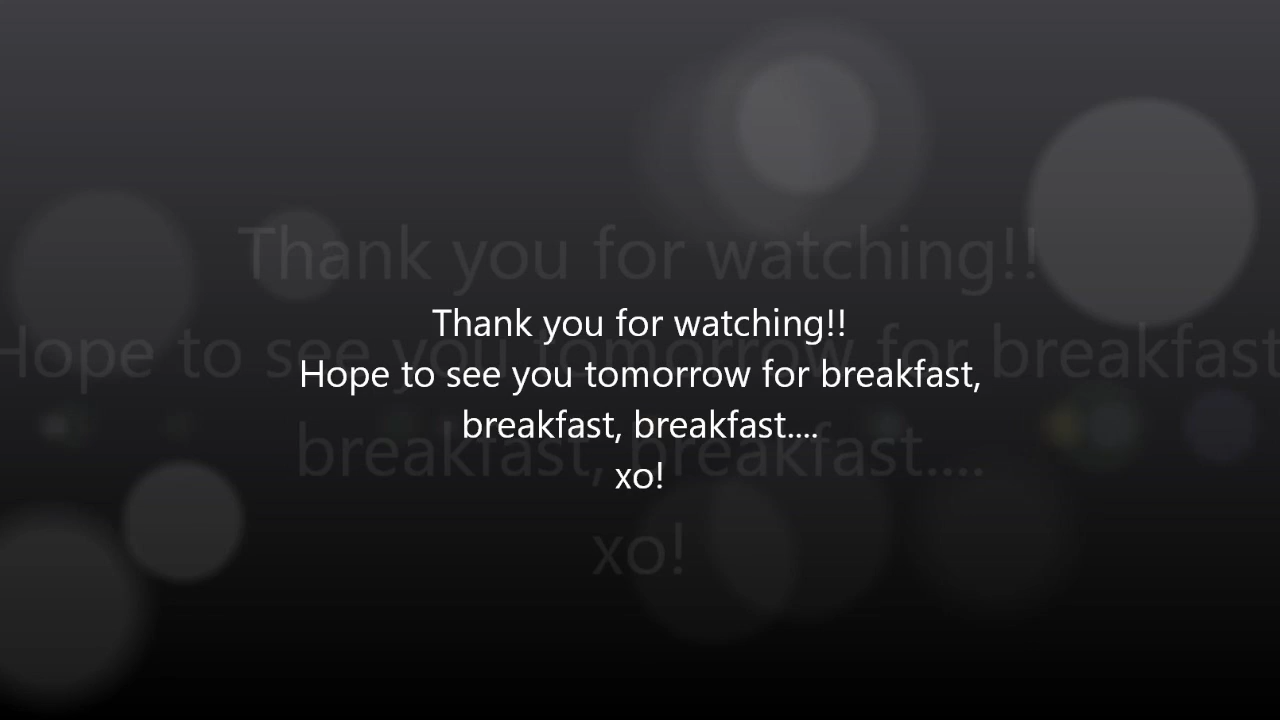 Thank you for watching!!
Hope to see you tomorrow for breakfast,
breakfast, breakfast....
xo!